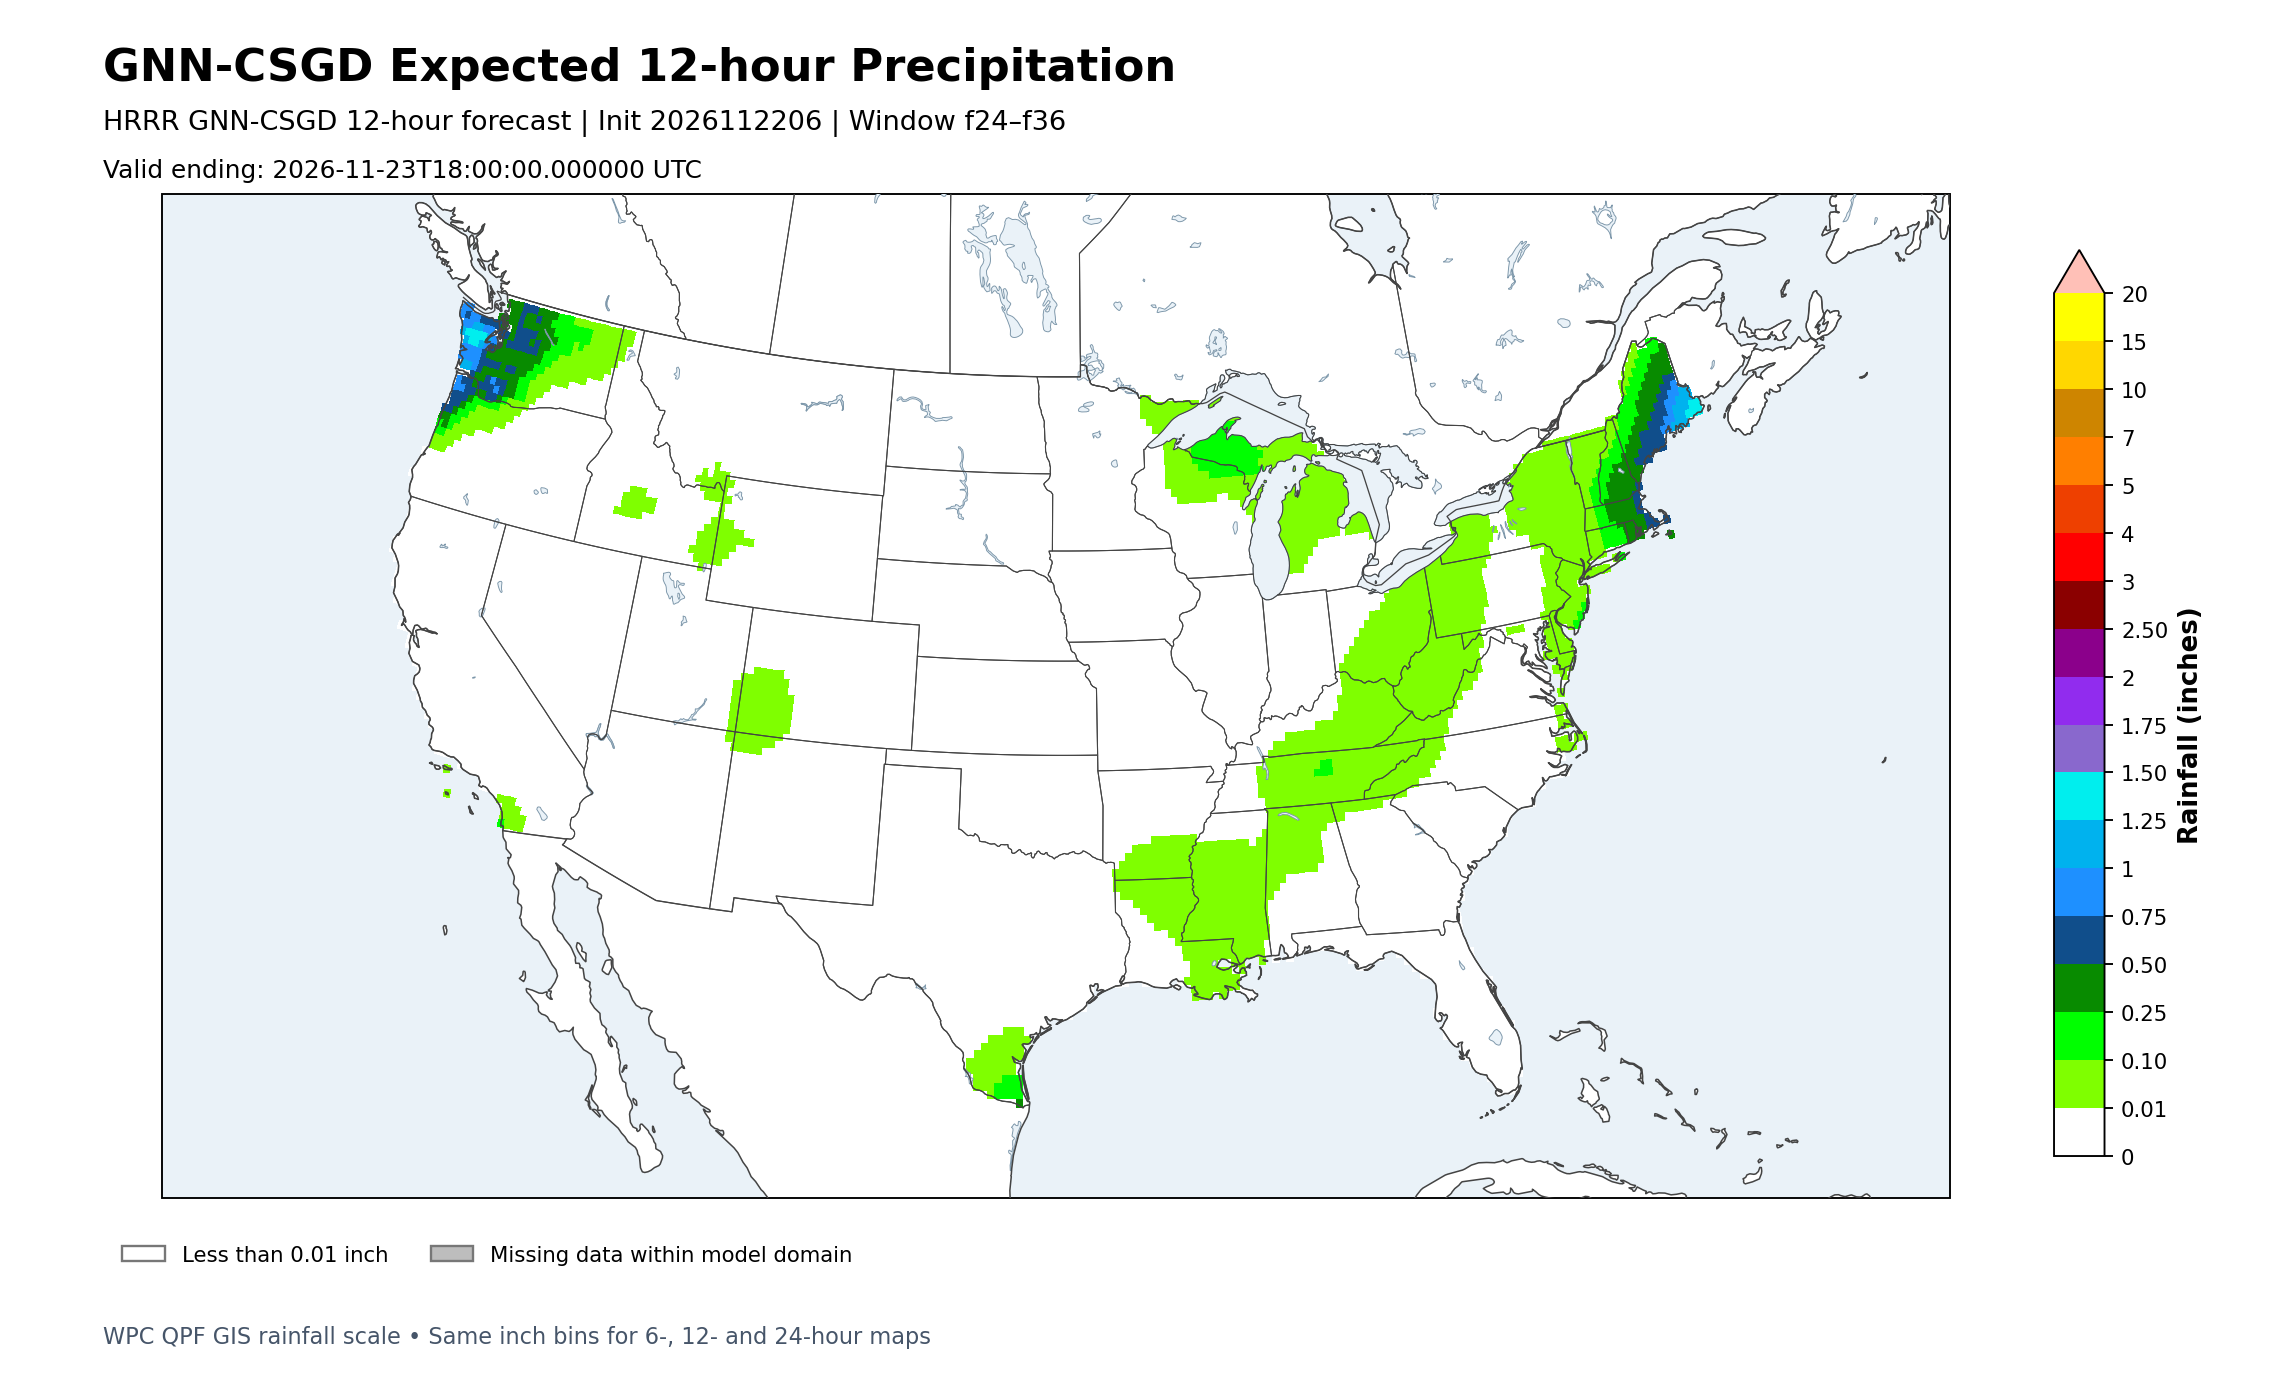 GNN-CSGD Expected 12-hour Precipitation
HRRR GNN-CSGD 12-hour forecast | Init 2026112206 | Window f24–f36
Valid ending: 2026-11-23T18:00:00.000000 UTC
20
15
10
7
5
4
3
2.50
2
1.75
1.50
1.25
1
0.75
0.50
0.25
0.10
0.01
0
Rainfall (inches)
Less than 0.01 inch
Missing data within model domain
WPC QPF GIS rainfall scale • Same inch bins for 6-, 12- and 24-hour maps